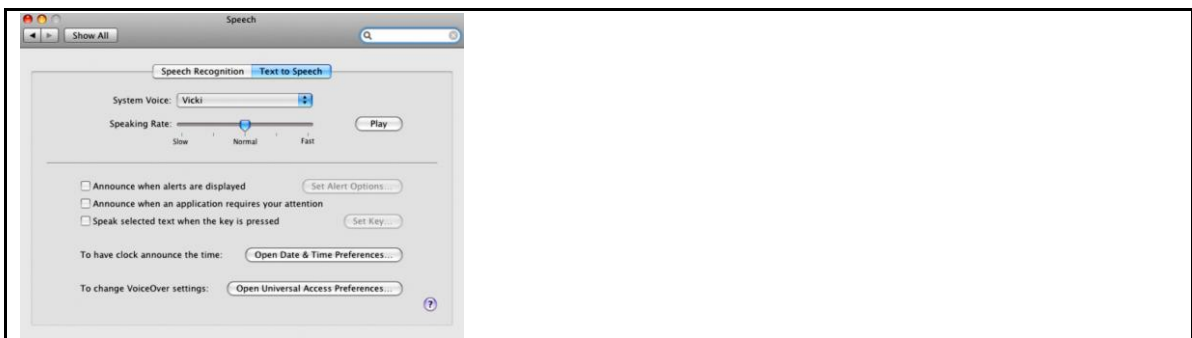 Speech
Show All
Speech Recognition Text to Speech
System Voice: Vicki
Speaking Rate: Play
Slow Normal Fast
Announce when alerts are displayed Set Alert Options...
Announce when an application requires your attention
Speak selected text when the key is pressed Set Key...
To have clock announce the time: Open Date & Time Preferences...
To change VoiceOver settings: Open Universal Access Preferences...
?